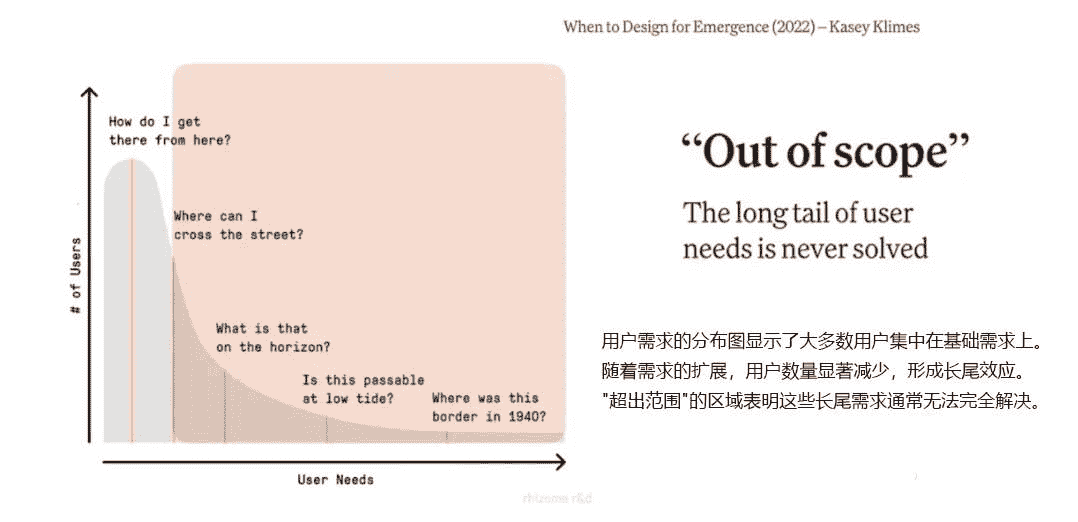 When to Design for Emergence (2022) – Kasey Klimes
How do I get
there from here?
Where can I
cross the street?
What is that
on the horizon?
Is this passable
at low tide?
Where was this
border in 1940?
# of Users
User Needs
“Out of scope”
The long tail of user
needs is never solved
用户需求的分布图显示了大多数用户集中在基础需求上。
随着需求的扩展，用户数量显著减少，形成长尾效应。
"超出范围"的区域表明这些长尾需求通常无法完全解决。
rhizome r&d